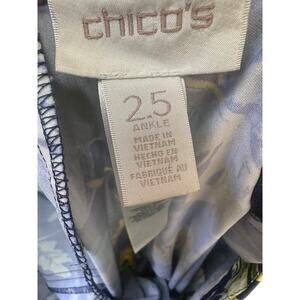 chico's
2.5
ANKLE
MADE IN
VIETNAM
HECHO EN
VIETNAM
FABRIQUÉ AU
VIETNAM